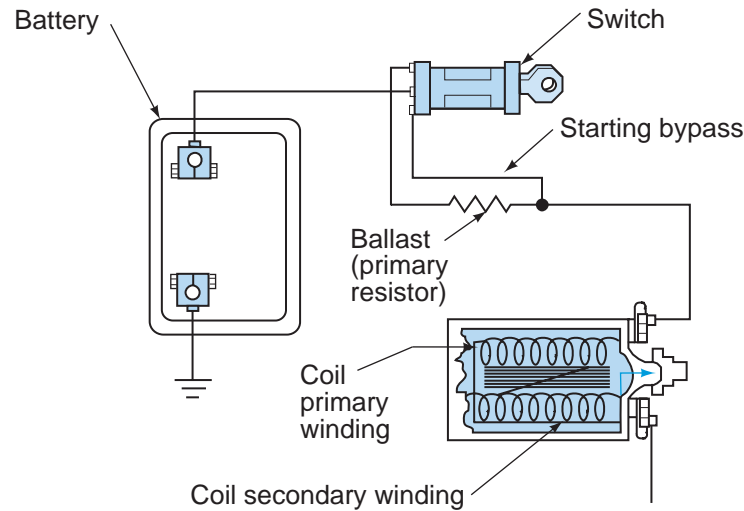 Battery
Switch
Starting bypass
Ballast
(primary
resistor)
Coil
primary
winding
Coil secondary winding